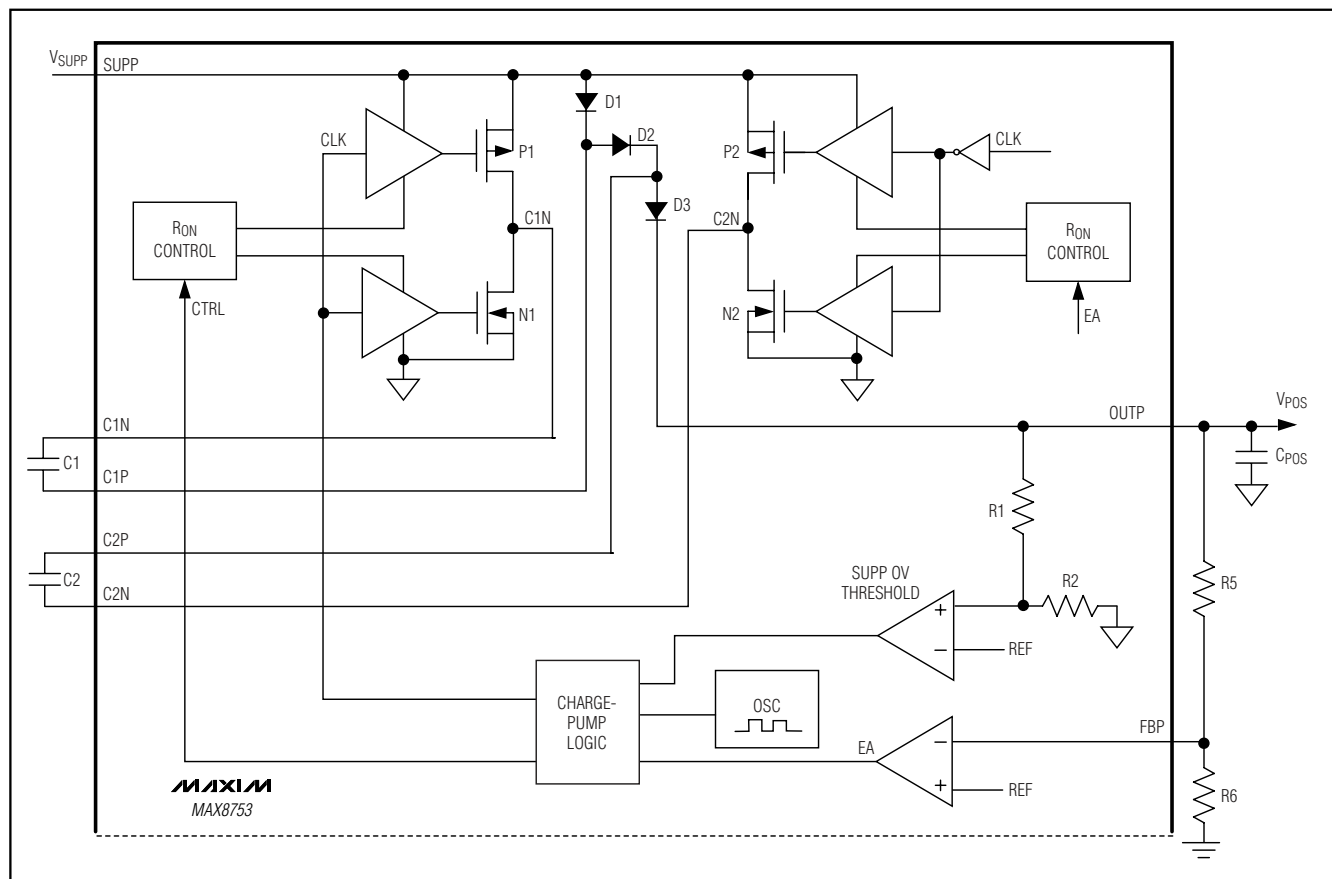 VSUPP
SUPP
D1
CLK
D2
CLK
P1
P2
D3
RON
CONTROL
C1N
C2N
RON
CONTROL
CTRL
N1
N2
EA
C1N
OUTP
VPOS
C1
CPOS
C1P
R1
C2P
SUPP OV
THRESHOLD
R2
R5
C2
C2N
+
−
REF
CHARGE-
PUMP
LOGIC
OSC
EA
−
FBP
+
REF
R6
MAXIM
MAX8753